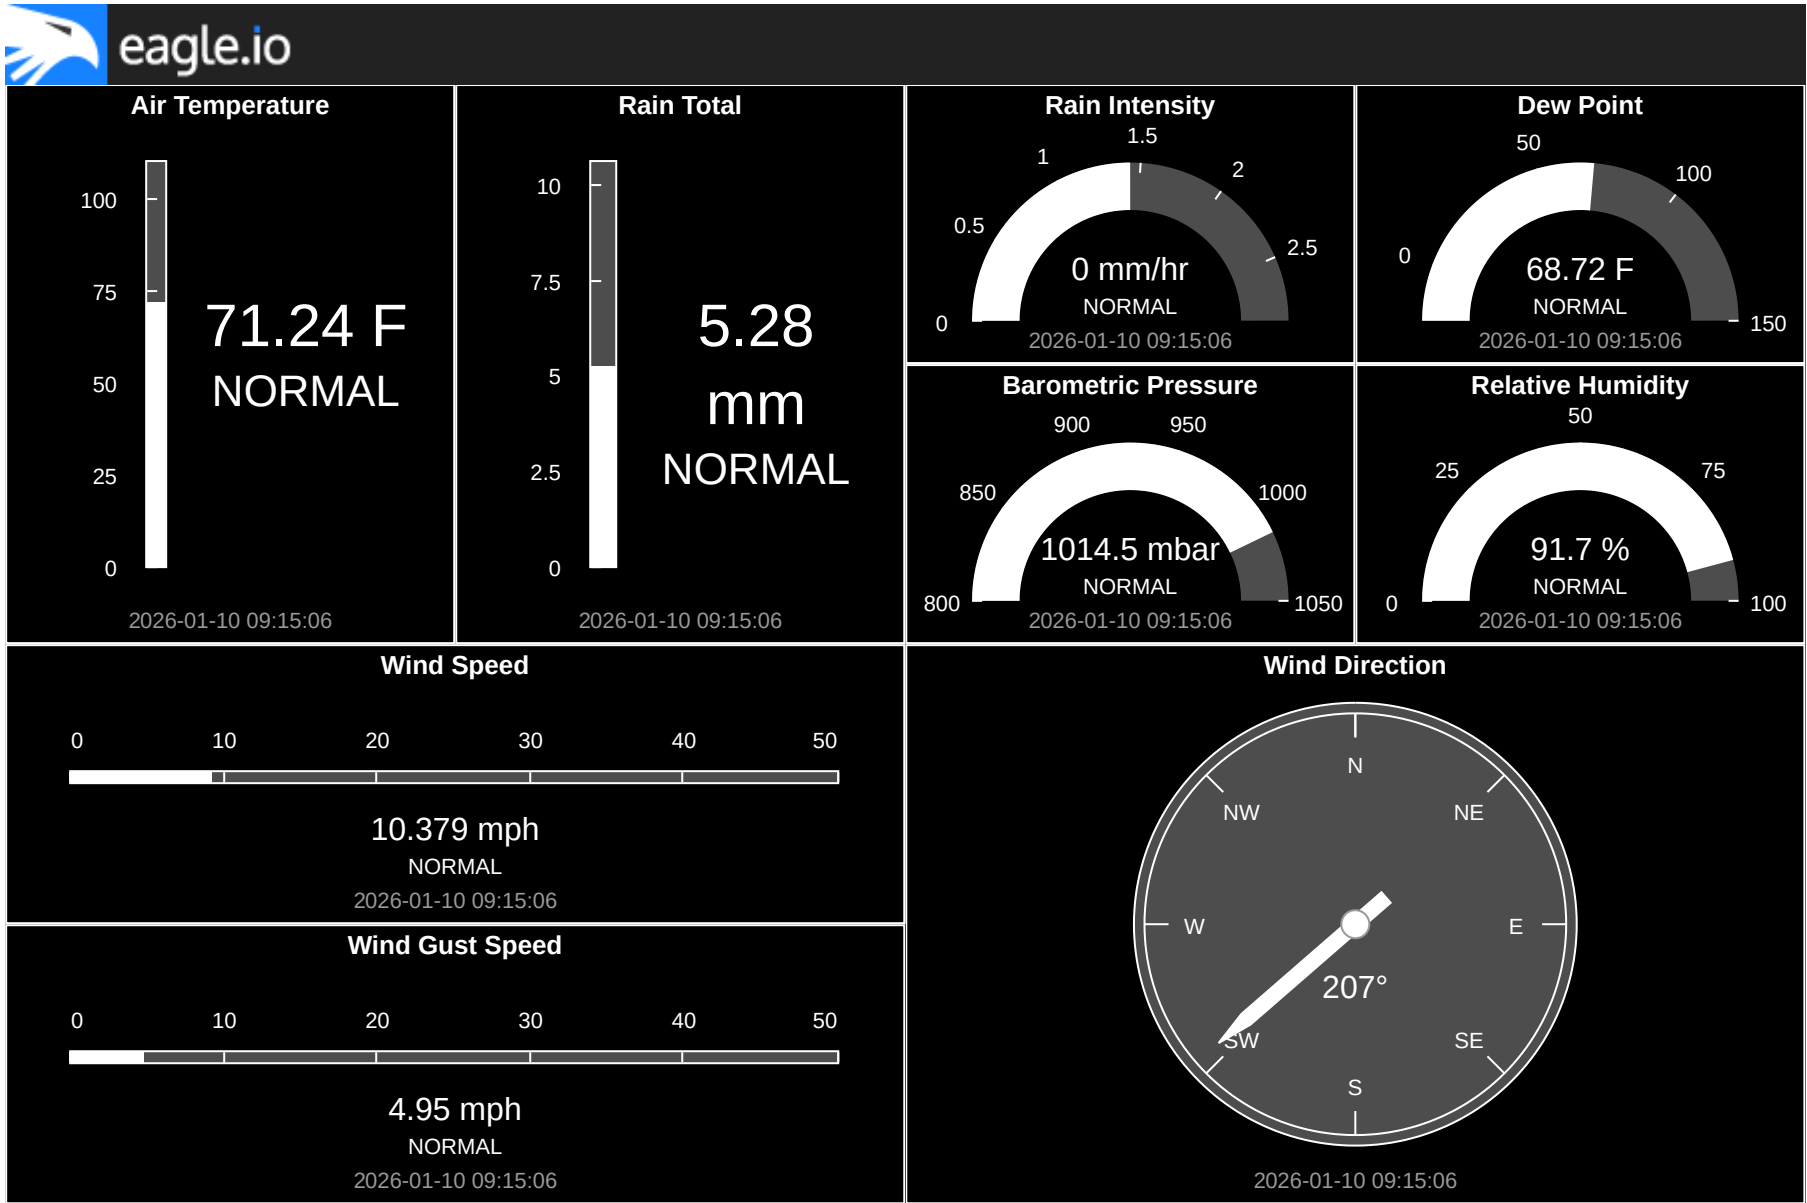 eagle.io
Air Temperature
100
75
50
25
0
71.24 F
NORMAL
2026-01-10 09:15:06
Rain Total
10
7.5
5
2.5
0
5.28
mm
NORMAL
2026-01-10 09:15:06
Rain Intensity
0
0.5
1
1.5
2
2.5
0 mm/hr
NORMAL
2026-01-10 09:15:06
Dew Point
0
50
100
150
68.72 F
NORMAL
2026-01-10 09:15:06
Barometric Pressure
800
850
900
950
1000
1050
1014.5 mbar
NORMAL
2026-01-10 09:15:06
Relative Humidity
0
25
50
75
100
91.7 %
NORMAL
2026-01-10 09:15:06
Wind Speed
0 10 20 30 40 50
10.379 mph
NORMAL
2026-01-10 09:15:06
Wind Gust Speed
0 10 20 30 40 50
4.95 mph
NORMAL
2026-01-10 09:15:06
Wind Direction
N
NW NE
W E
207°
SW SE
S
2026-01-10 09:15:06